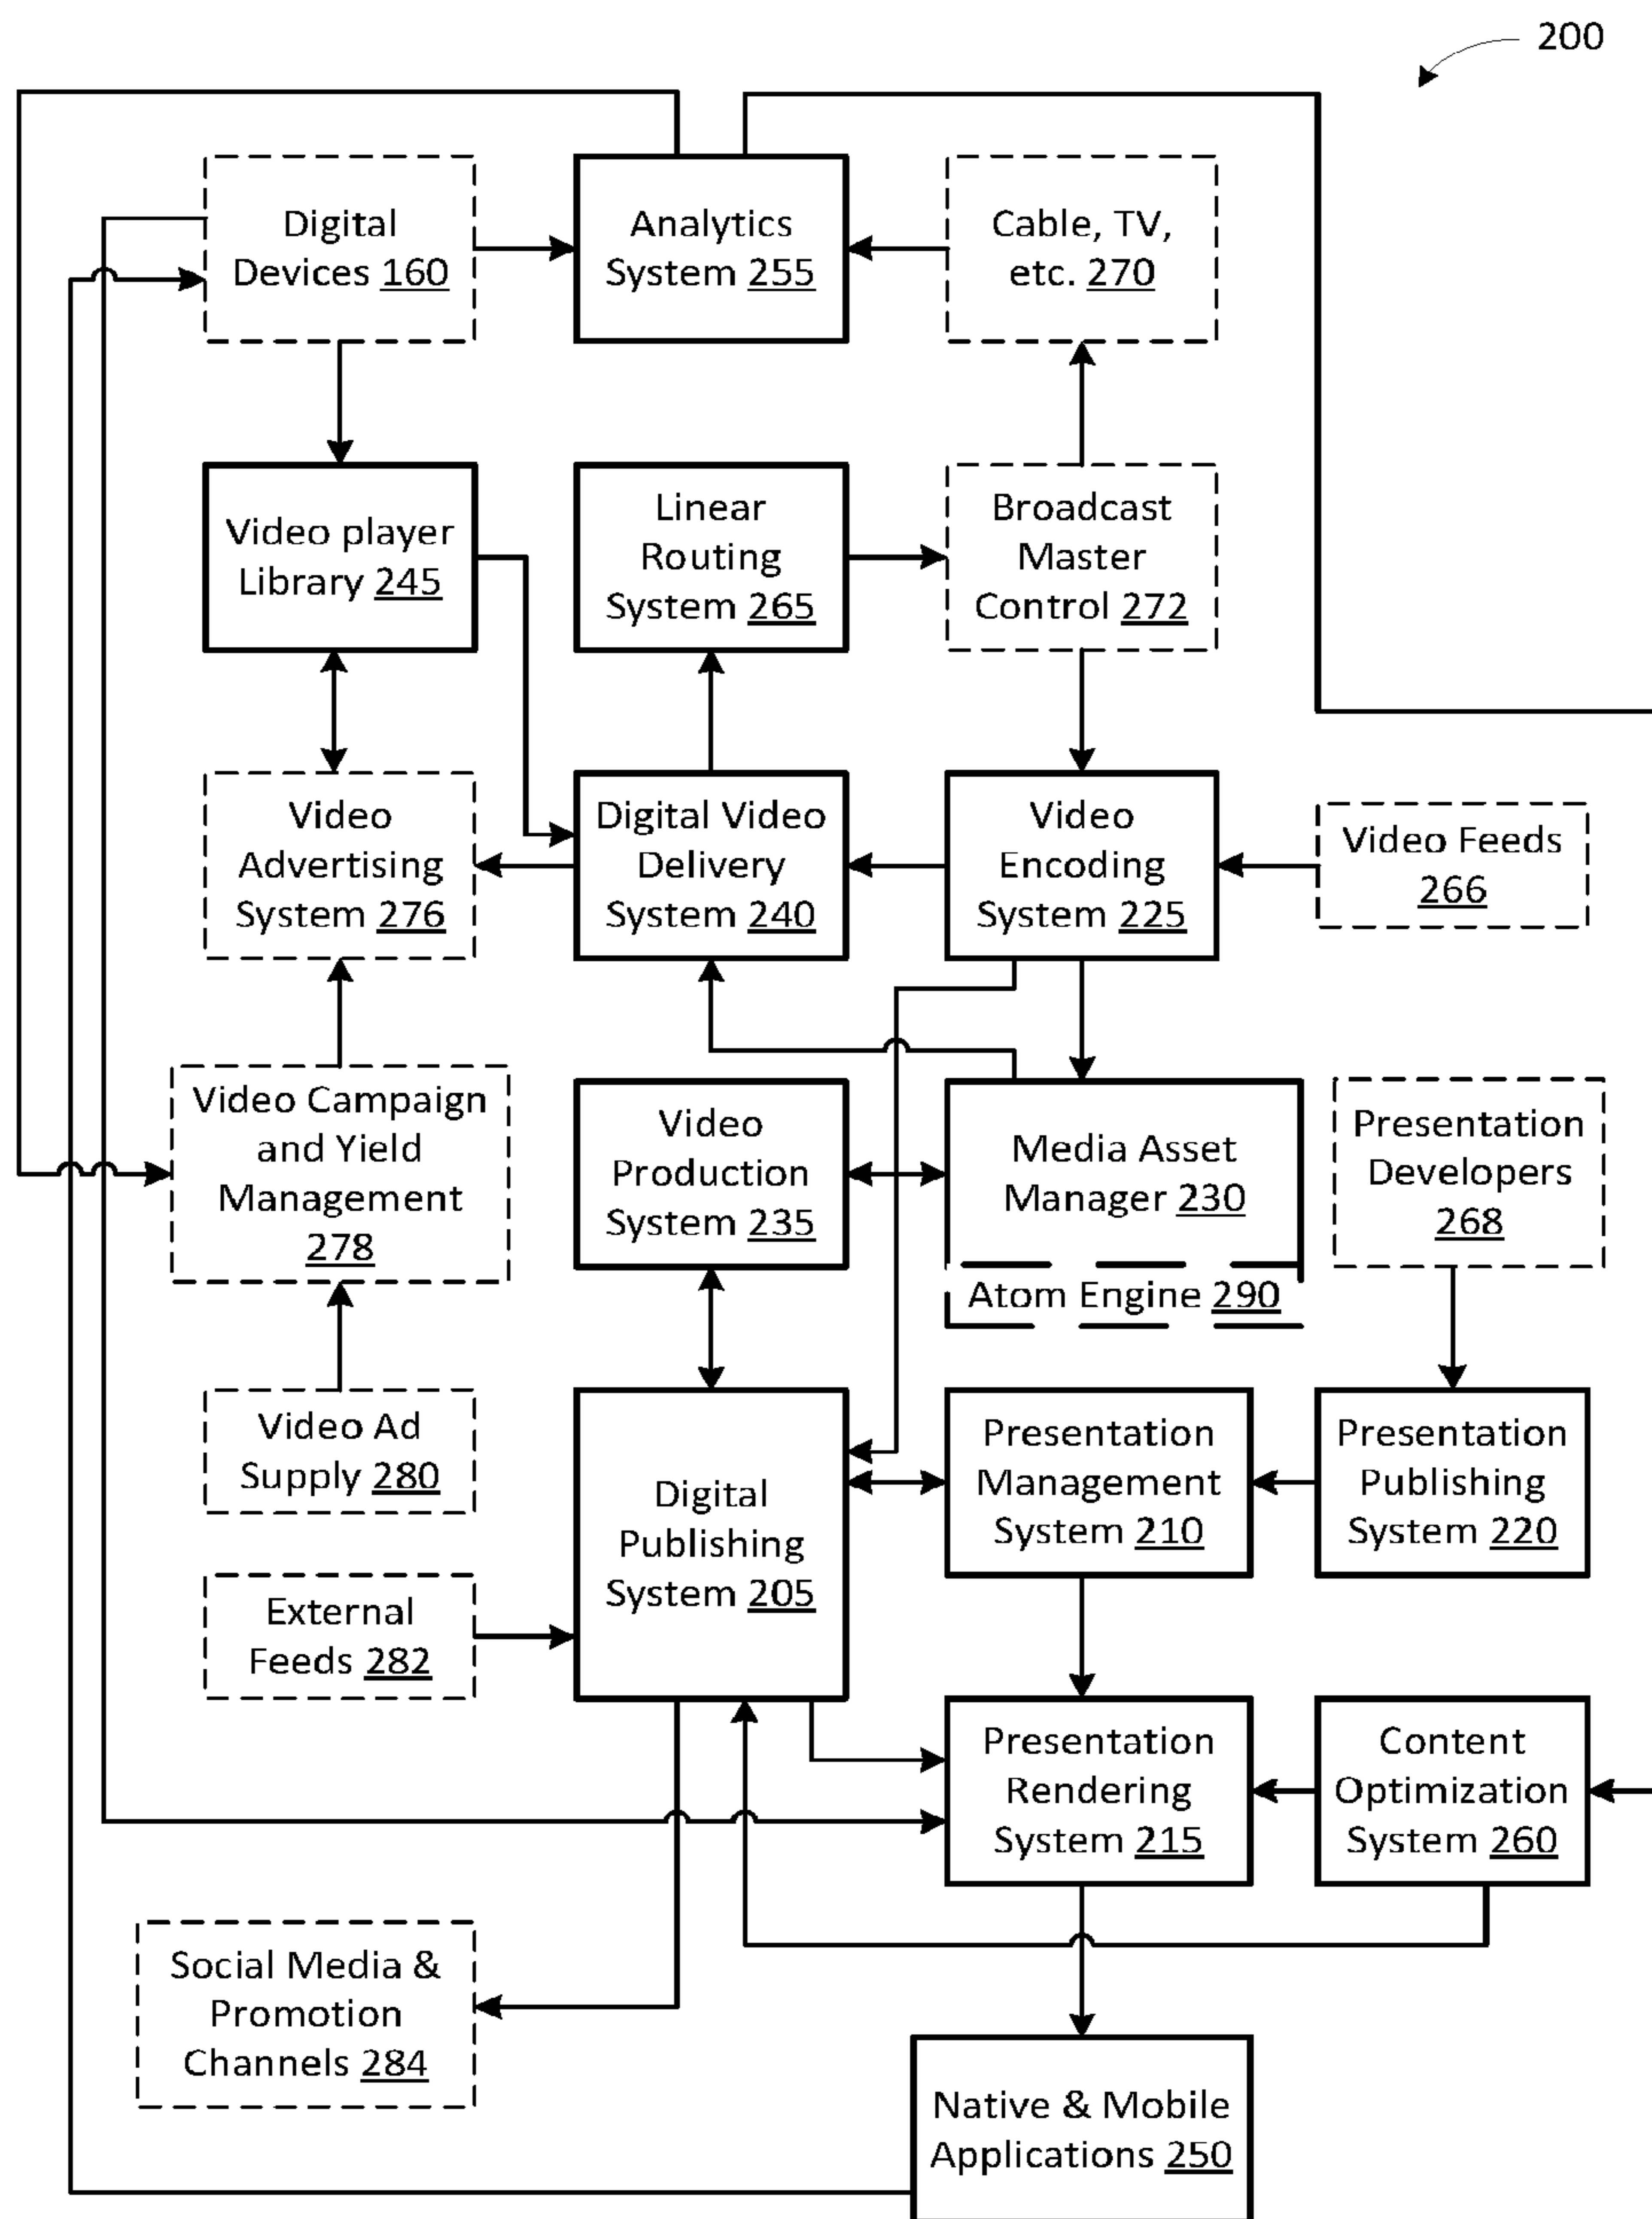 200
Digital
Devices 160
Analytics
System 255
Cable, TV,
etc. 270
Video player
Library 245
Linear
Routing
System 265
Broadcast
Master
Control 272
Video
Advertising
System 276
Digital Video
Delivery
System 240
Video
Encoding
System 225
Video Feeds
266
Video Campaign
and Yield
Management
278
Video
Production
System 235
Media Asset
Manager 230
Atom Engine 290
Presentation
Developers
268
Video Ad
Supply 280
Digital
Publishing
System 205
Presentation
Management
System 210
Presentation
Publishing
System 220
External
Feeds 282
Presentation
Rendering
System 215
Content
Optimization
System 260
Social Media &
Promotion
Channels 284
Native & Mobile
Applications 250